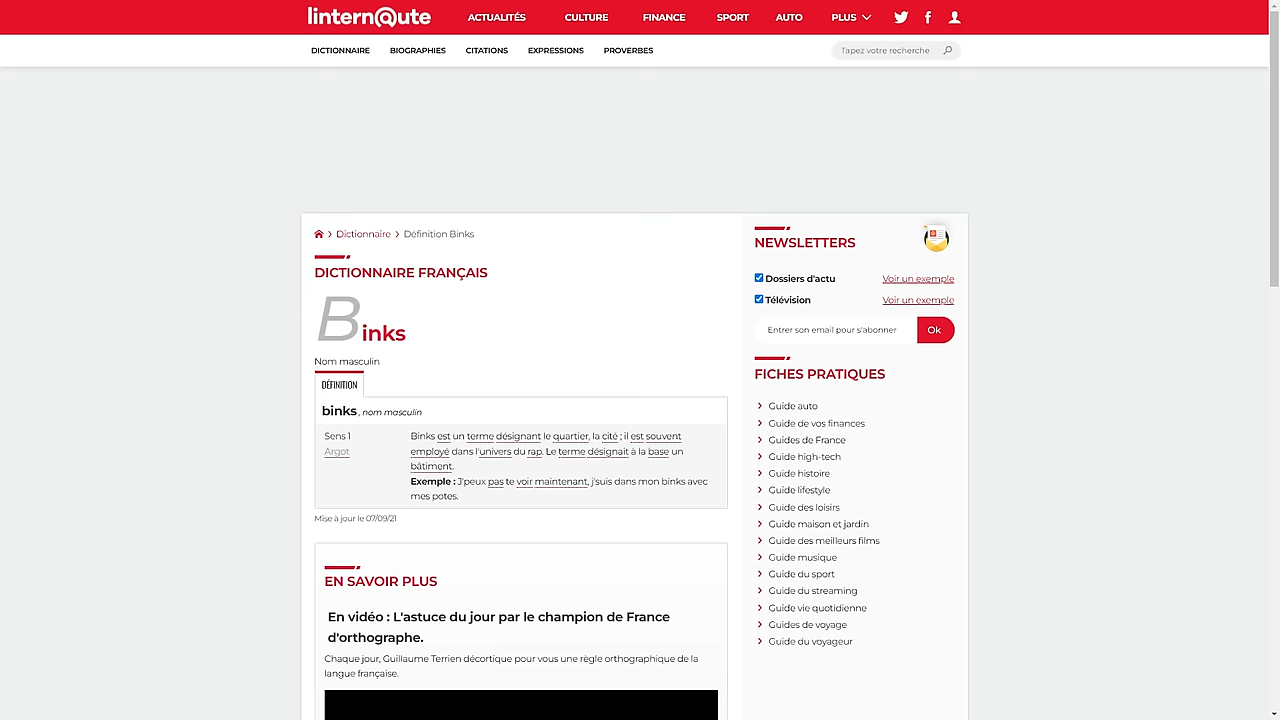 lintern@ute
ACTUALITÉS CULTURE FINANCE SPORT AUTO PLUS
DICTIONNAIRE BIOGRAPHIES CITATIONS EXPRESSIONS PROVERBES
Tapez votre recherche
Dictionnaire Définition Binks
DICTIONNAIRE FRANÇAIS
Binks
Nom masculin
DÉFINITION
binks , nom masculin
Sens 1
Argot
Binks est un terme désignant le quartier, la cité ; il est souvent
employé dans l'univers du rap. Le terme désignait à la base un
bâtiment.
Exemple : J'peux pas te voir maintenant, j'suis dans mon binks avec
mes potes.
Mise à jour le 07/09/21
EN SAVOIR PLUS
En vidéo : L'astuce du jour par le champion de France
d'orthographe.
Chaque jour, Guillaume Terrien décortique pour vous une règle orthographique de la
langue française.
NEWSLETTERS
Dossiers d'actu Voir un exemple
Télévision Voir un exemple
Entrer son email pour s'abonner Ok
FICHES PRATIQUES
Guide auto
Guide de vos finances
Guides de France
Guide high-tech
Guide histoire
Guide lifestyle
Guide des loisirs
Guide maison et jardin
Guide des meilleurs films
Guide musique
Guide du sport
Guide du streaming
Guide vie quotidienne
Guides de voyage
Guide du voyageur